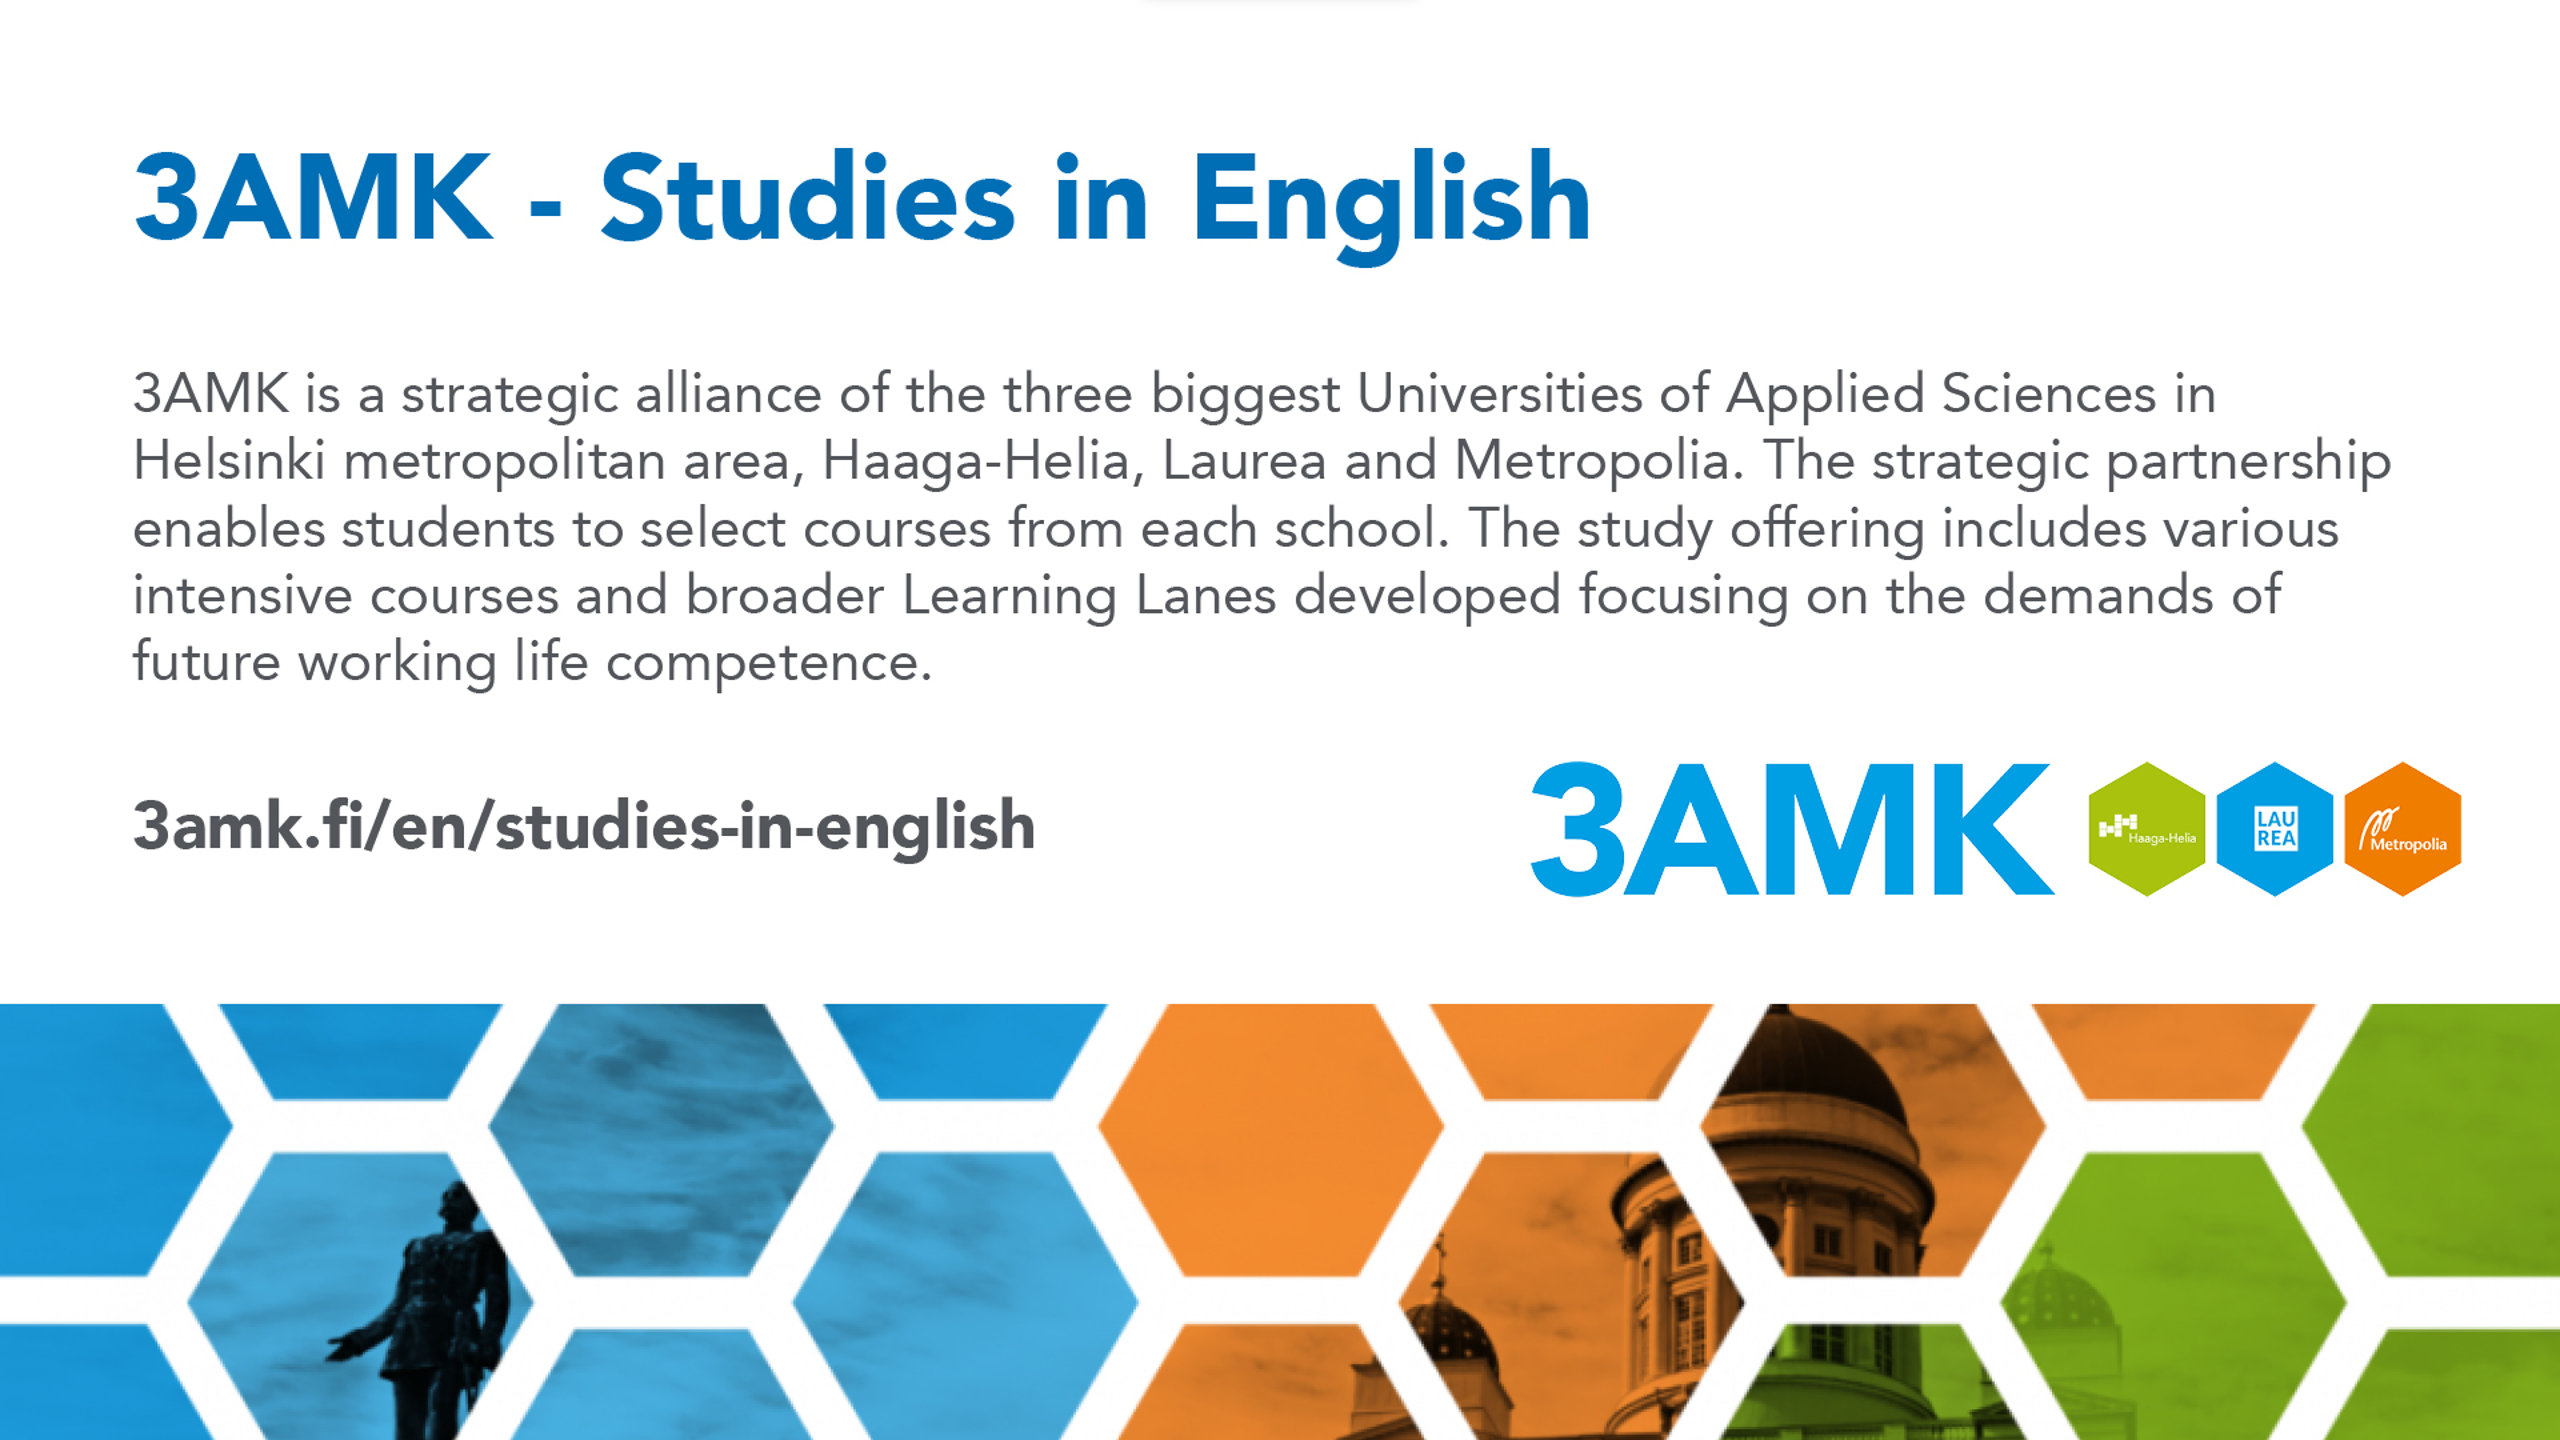 3AMK - Studies in English
3AMK is a strategic alliance of the three biggest Universities of Applied Sciences in
Helsinki metropolitan area, Haaga-Helia, Laurea and Metropolia. The strategic partnership
enables students to select courses from each school. The study offering includes various
intensive courses and broader Learning Lanes developed focusing on the demands of
future working life competence.
3amk.fi/en/studies-in-english
3AMK
Haaga-Helia
LAU
REA
Metropolia